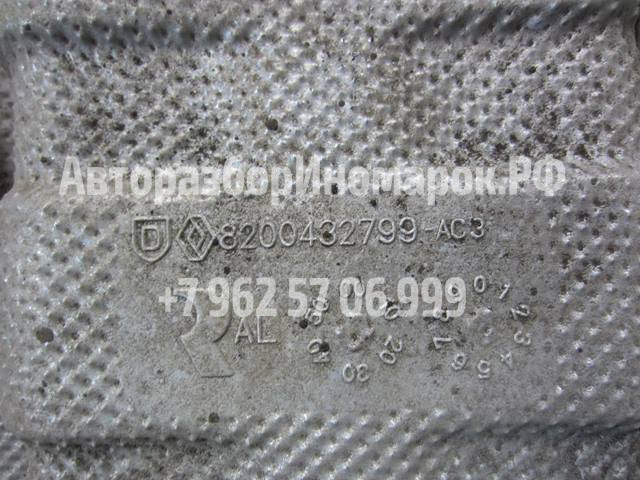 АвторазборИномарок.РФ
8200432799-AC3
+7 962 57 06 999
AL